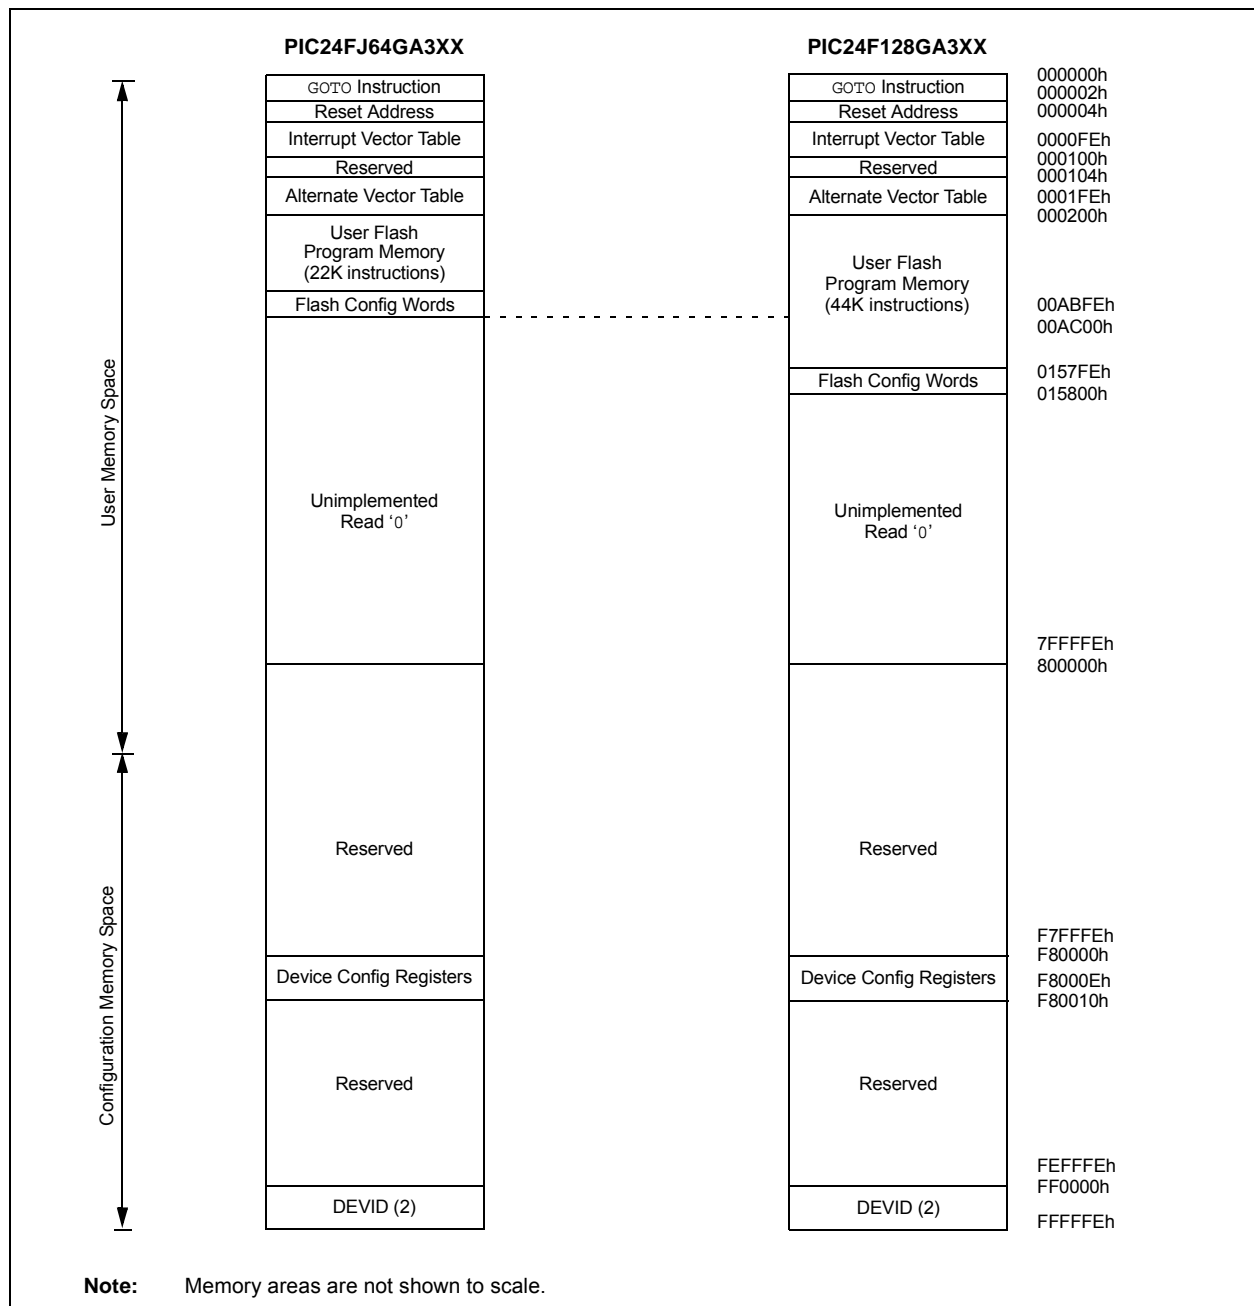 PIC24FJ64GA3XX
GOTO Instruction
Reset Address
Interrupt Vector Table
Reserved
Alternate Vector Table
User Flash
Program Memory
(22K instructions)
Flash Config Words
Unimplemented
Read ‘0’
Reserved
Device Config Registers
Reserved
DEVID (2)
PIC24F128GA3XX
GOTO Instruction
Reset Address
Interrupt Vector Table
Reserved
Alternate Vector Table
User Flash
Program Memory
(44K instructions)
Flash Config Words
Unimplemented
Read ‘0’
Reserved
Device Config Registers
Reserved
DEVID (2)
000000h
000002h
000004h
0000FEh
000100h
000104h
0001FEh
000200h
00ABFEh
00AC00h
0157FEh
015800h
7FFFFEh
800000h
F7FFFEh
F80000h
F8000Eh
F80010h
FEFFFEh
FF0000h
FFFFFEh
User Memory Space
Configuration Memory Space
Note: Memory areas are not shown to scale.